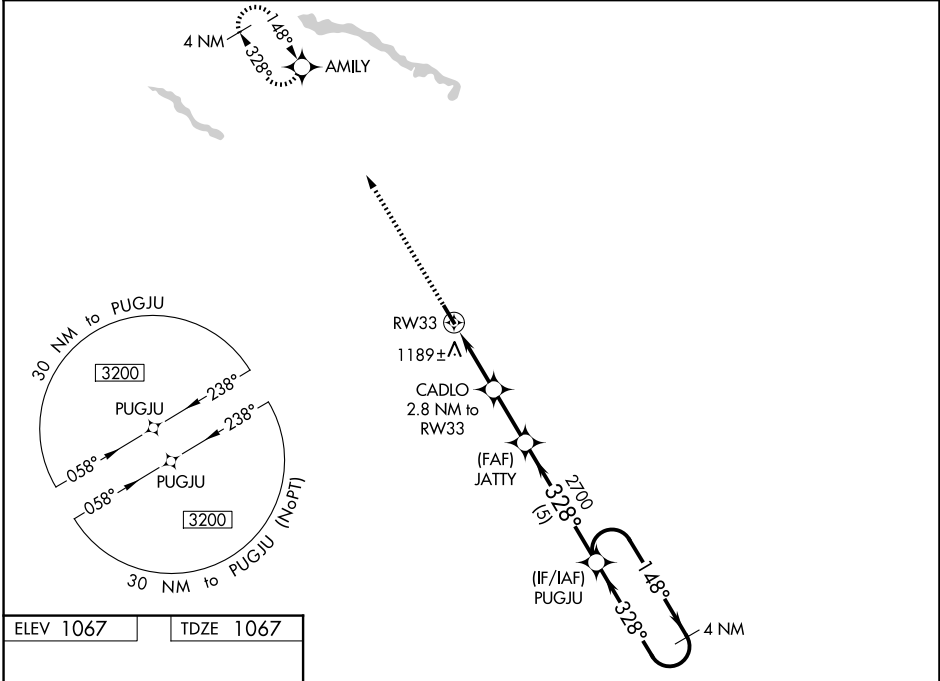 4 NM
148°
328°
AMILY
RW33
1189±
CADLO
2.8 NM to
RW33
(FAF)
JATTY
2700
328°
(5)
(IF/IAF)
PUGJU
148°
328°
4 NM
30 NM to PUGJU
3200
PUGJU
238°
058°
238°
058°
PUGJU
3200
30 NM to PUGJU (NoPT)
ELEV 1067
TDZE 1067